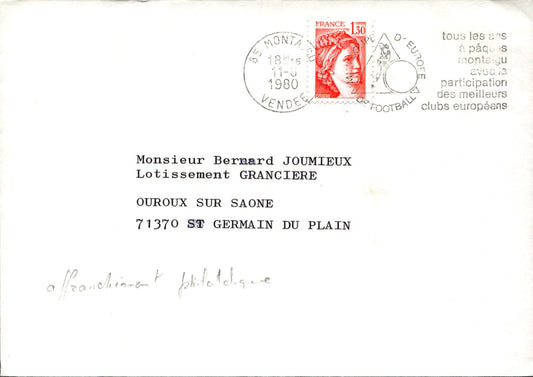 85 MONTAIGU
18H
11-6
1980
VENDEE
FRANCE
1,30
D'EUROPE
DE FOOTBALL
tous les ans
à pâques
montaigu
avec la
participation
des meilleurs
clubs européens
Monsieur Bernard JOUMIEUX
Lotissement GRANCIERE
OUROUX SUR SAONE
71370 ST GERMAIN DU PLAIN
affranchissement philatélique